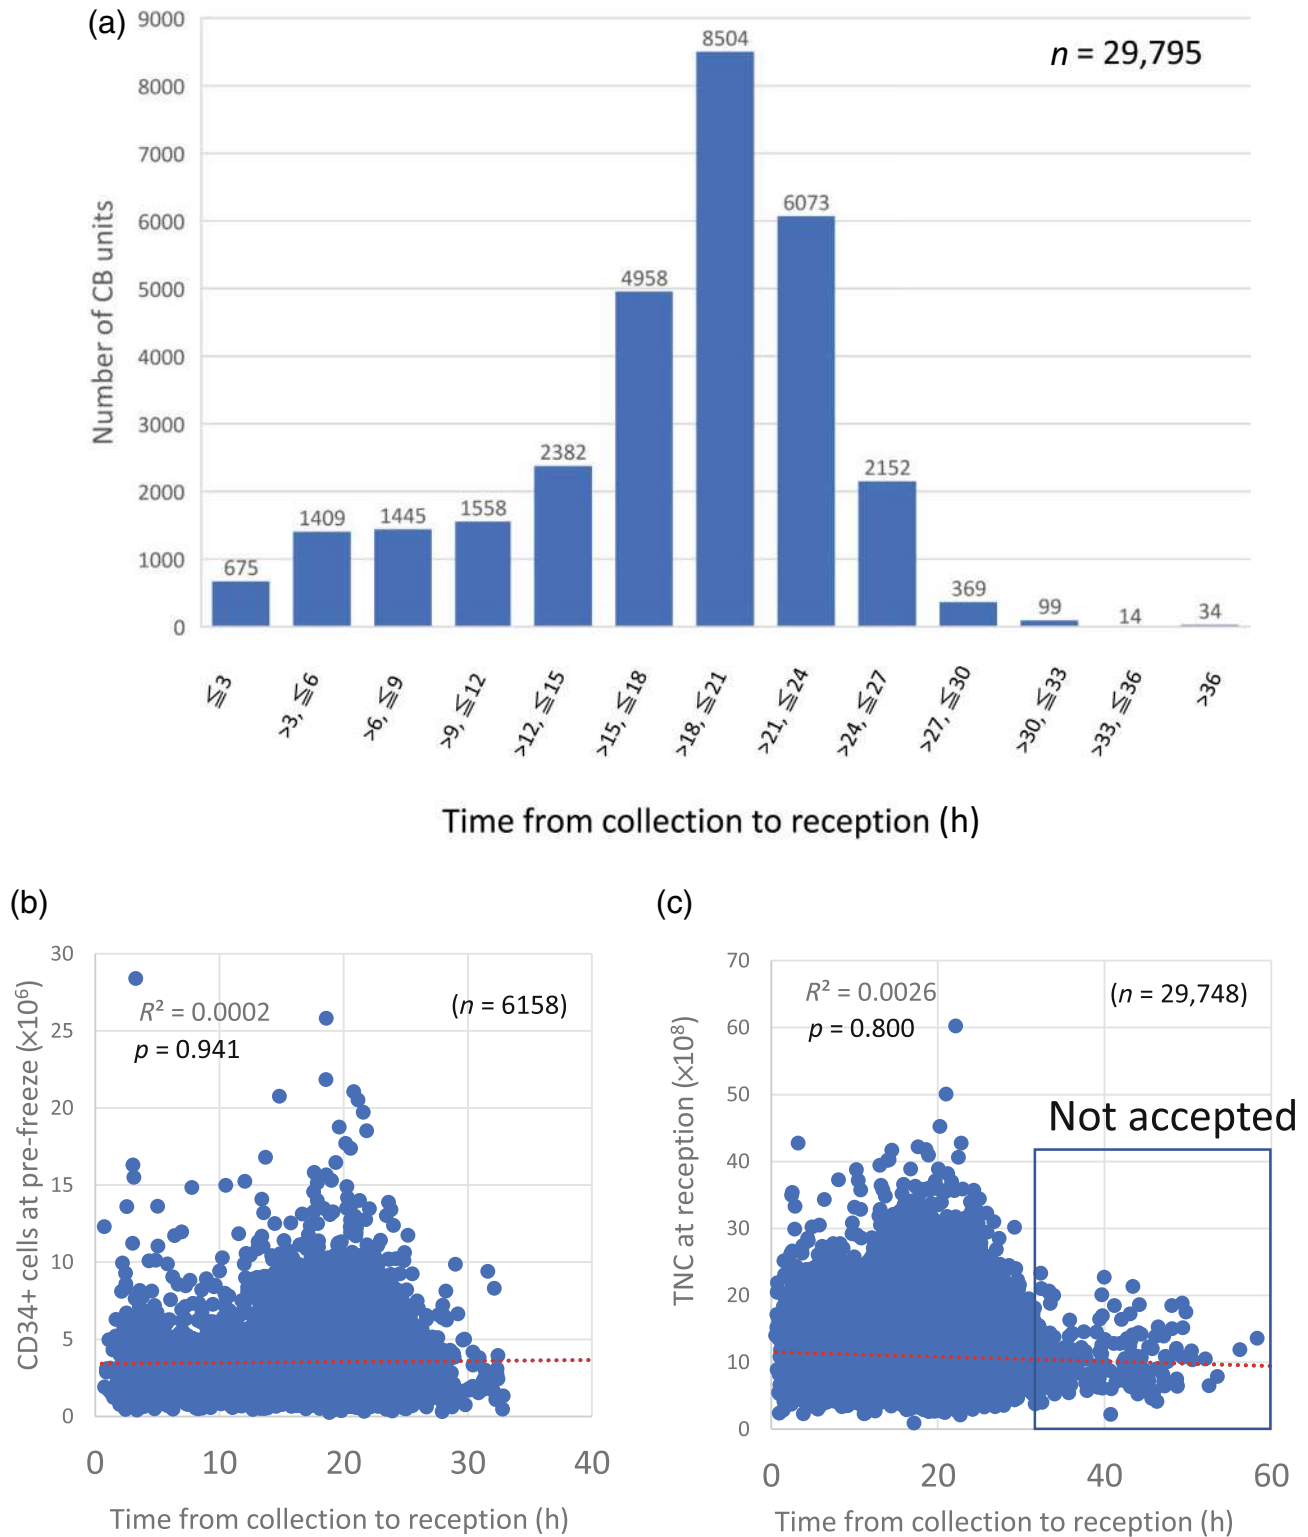 (a)
n = 29,795
Number of CB units
9000
8000
7000
6000
5000
4000
3000
2000
1000
0
675
1409
1445
1558
2382
4958
8504
6073
2152
369
99
14
34
≦3
>3, ≦6
>6, ≦9
>9, ≦12
>12, ≦15
>15, ≦18
>18, ≦21
>21, ≦24
>24, ≦27
>27, ≦30
>30, ≦33
>33, ≦36
>36
Time from collection to reception (h)
(b)
CD34+ cells at pre-freeze (×10⁶)
30
25
20
15
10
5
0
R² = 0.0002
p = 0.941
(n = 6158)
0 10 20 30 40
Time from collection to reception (h)
(c)
TNC at reception (×10⁸)
70
60
50
40
30
20
10
0
R² = 0.0026
p = 0.800
(n = 29,748)
Not accepted
0 20 40 60
Time from collection to reception (h)